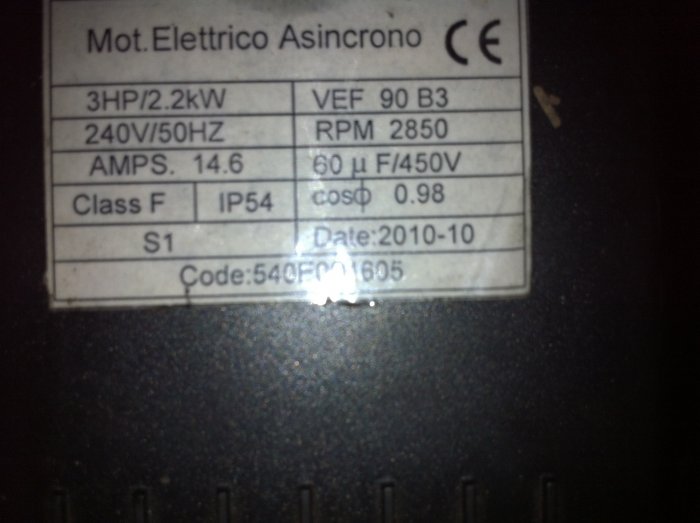 Mot.Elettrico Asincrono CE
3HP/2.2kW VEF 90 B3
240V/50HZ RPM 2850
AMPS. 14.6 60 µ F/450V
Class F IP54 cosϕ 0.98
S1 Date:2010-10